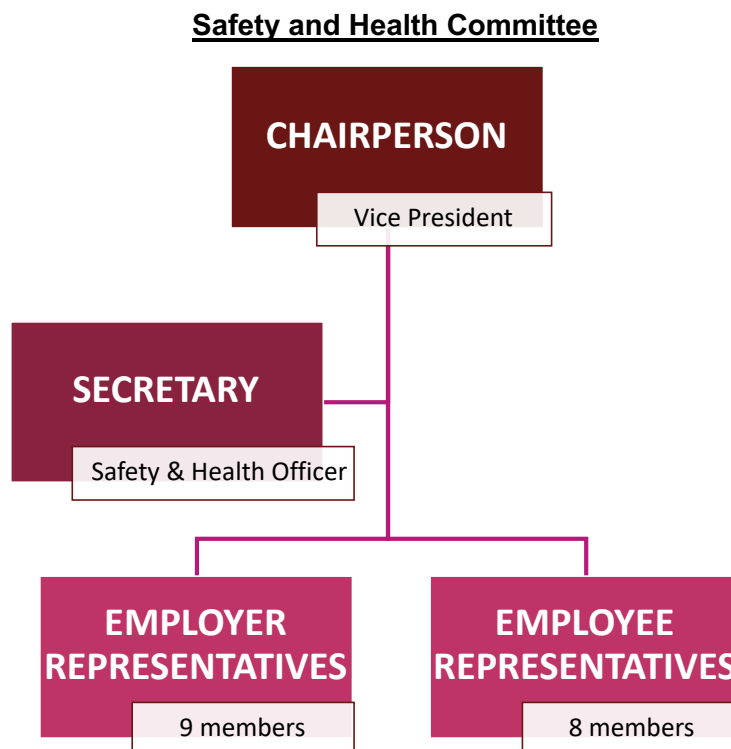 Safety and Health Committee
CHAIRPERSON
Vice President
SECRETARY
Safety & Health Officer
EMPLOYER
REPRESENTATIVES
9 members
EMPLOYEE
REPRESENTATIVES
8 members